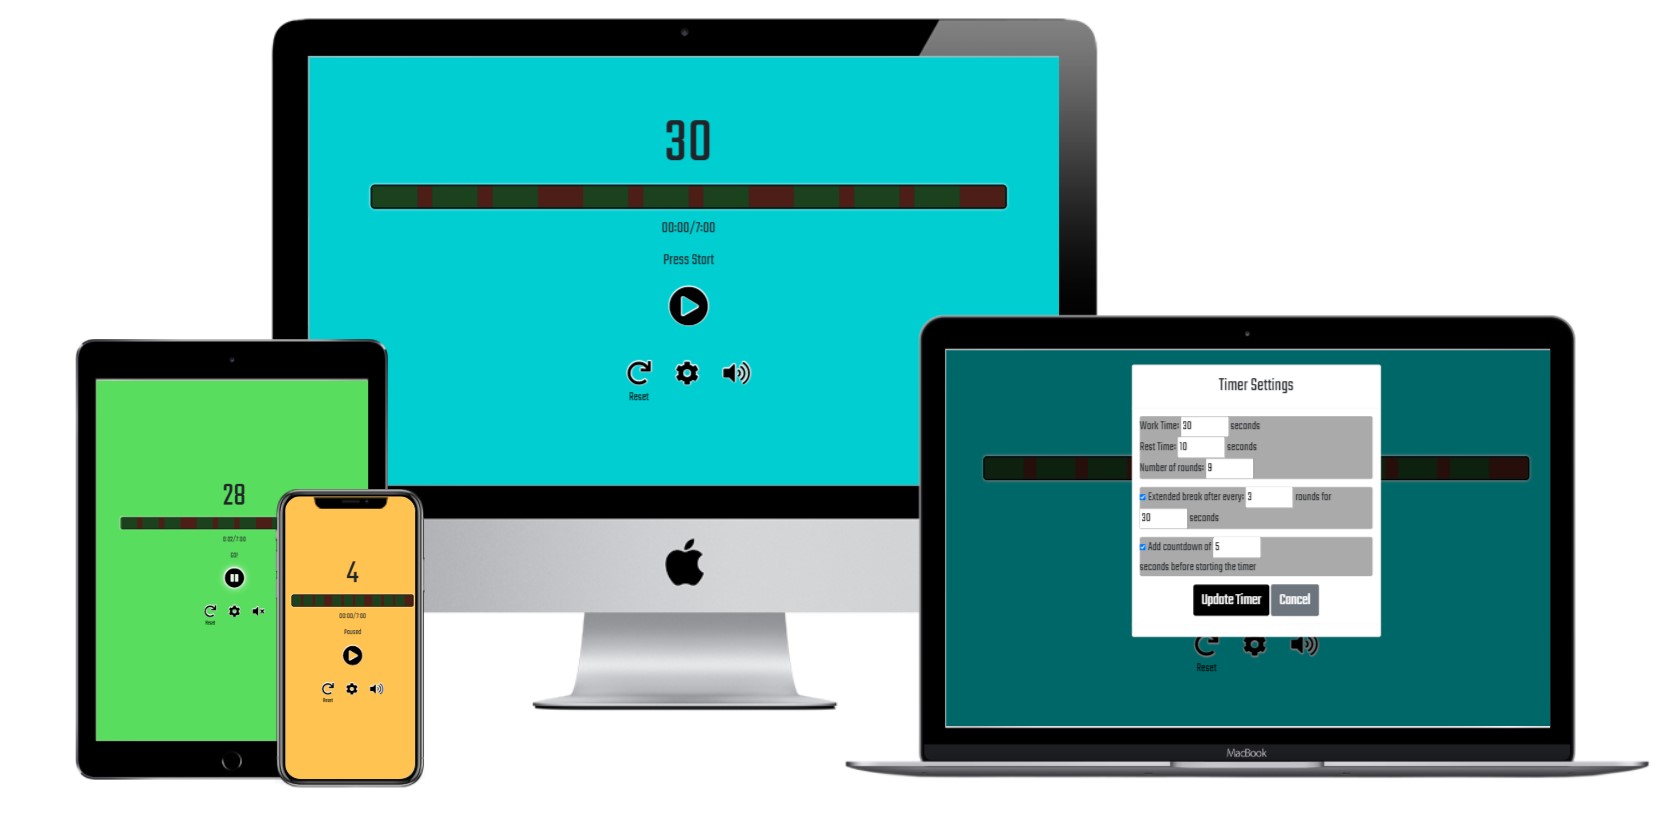 30
00:00/7:00
Press Start
Reset
28
0:02/7:00
GO!
Reset
4
00:00/7:00
Paused
Reset
Timer Settings
Work Time: 30 seconds
Rest Time: 10 seconds
Number of rounds: 9
Extended break after every: 3 rounds for
30 seconds
Add countdown of 5
seconds before starting the timer
Update Timer Cancel
Reset
MacBook